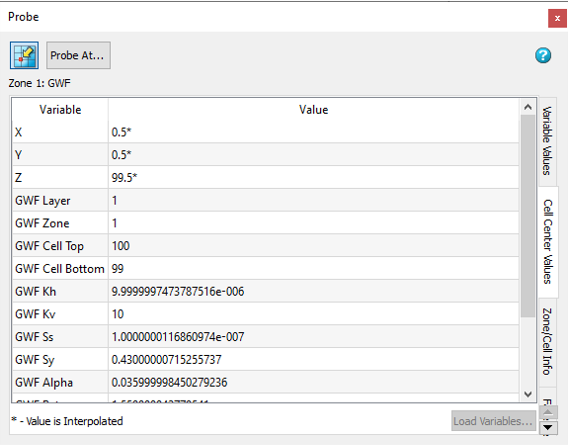 Probe
x
Probe At...
?
Zone 1: GWF
Variable Value
X 0.5*
Y 0.5*
Z 99.5*
GWF Layer 1
GWF Zone 1
GWF Cell Top 100
GWF Cell Bottom 99
GWF Kh 9.9999997473787516e-006
GWF Kv 10
GWF Ss 1.0000000116860974e-007
GWF Sy 0.43000000715255737
GWF Alpha 0.035999998450279236
Variable Values
Cell Center Values
Zone/Cell Info
* - Value is Interpolated
Load Variables...